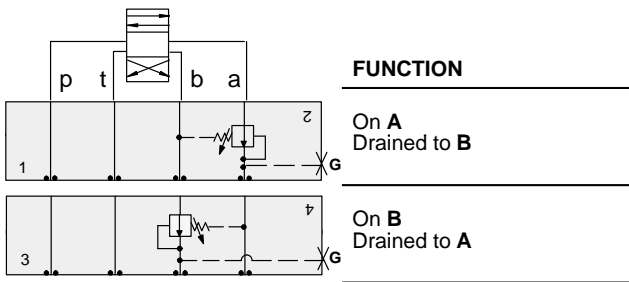 p t b a
FUNCTION
2
On A
Drained to B
1
G
4
On B
Drained to A
3
G